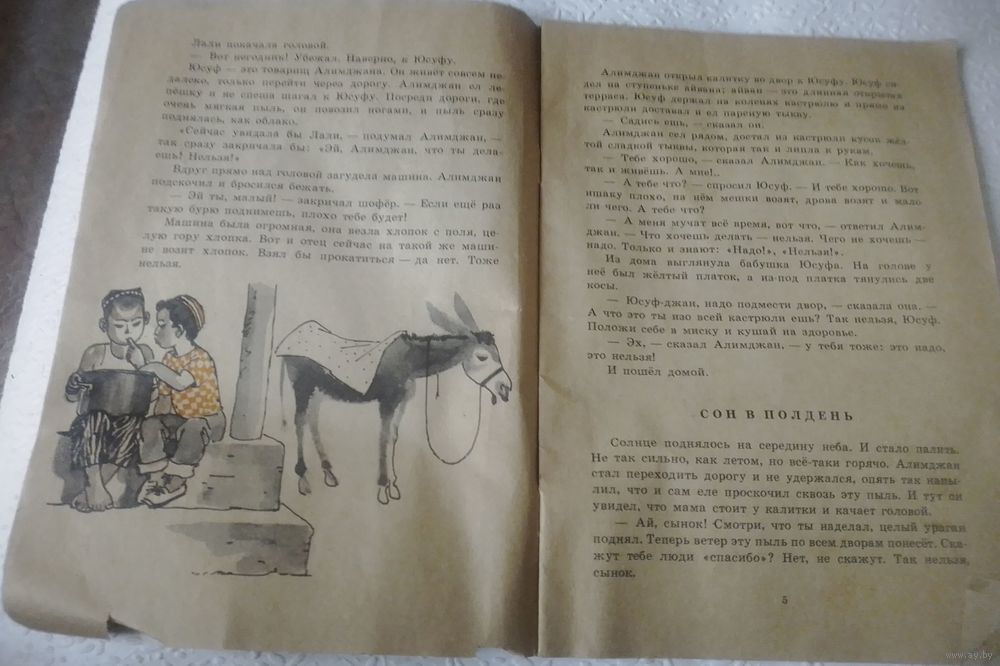 Лали покачала головой.
— Вот негодник! Убежал. Наверно, к Юсуфу.
Юсуф — это товарищ Алимджана. Он живёт совсем не-
далеко, только перейти через дорогу. Алимджан ел ле-
пёшку и не спеша шагал к Юсуфу. Посреди дороги, где
очень мягкая пыль, он повозил ногами, и пыль сразу
поднялась, как облако.
«Сейчас увидала бы Лали, — подумал Алимджан, —
так сразу закричала бы: «Эй, Алимджан, что ты дела-
ешь! Нельзя!»
Вдруг прямо над головой загудела машина. Алимджан
подскочил и бросился бежать.
— Эй ты, малый! — закричал шофёр. — Если ещё раз
такую бурю поднимешь, плохо тебе будет!
Машина была огромная, она везла хлопок с поля, це-
лую гору хлопка. Вот и отец сейчас на такой же маши-
не возит хлопок. Взял бы прокатиться — да нет. Тоже
нельзя.
Алимджан открыл калитку во двор к Юсуфу. Юсуф си-
дел на ступеньке айвана; айван — это длинная открытая
терраса. Юсуф держал на коленях кастрюлю и прямо из
кастрюли доставал и ел пареную тыкву.
— Садись ешь, — сказал он.
Алимджан сел рядом, достал из кастрюли кусок жёл-
той сладкой тыквы, которая так и липла к рукам.
— Тебе хорошо, — сказал Алимджан. — Как хочешь,
так и живёшь. А мне!..
— А тебе что? — спросил Юсуф. — И тебе хорошо. Вот
ишаку плохо, на нём мешки возят, дрова возят и мало
ли чего. А тебе что?
— А меня мучат всё время, вот что, — ответил Алим-
джан. — Что хочешь делать — нельзя. Чего не хочешь —
надо. Только и знают: «Надо!», «Нельзя!».
Из дома выглянула бабушка Юсуфа. На голове у
неё был жёлтый платок, а из-под платка тянулись две
косы.
— Юсуф-джан, надо подмести двор, — сказала она. —
А что это ты изо всей кастрюли ешь? Так нельзя, Юсуф.
Положи себе в миску и кушай на здоровье.
— Эх, — сказал Алимджан, — у тебя тоже: это надо,
это нельзя!
И пошёл домой.
СОН В ПОЛДЕНЬ
Солнце поднялось на середину неба. И стало палить.
Не так сильно, как летом, но всё-таки горячо. Алимджан
стал переходить дорогу и не удержался, опять так напы-
лил, что и сам еле проскочил сквозь эту пыль. И тут он
увидел, что мама стоит у калитки и качает головой.
— Ай, сынок! Смотри, что ты наделал, целый ураган
поднял. Теперь ветер эту пыль по всем дворам понесёт. Ска-
жут тебе люди «спасибо»? Нет, не скажут. Так нельзя,
сынок.
5
www.ay.by